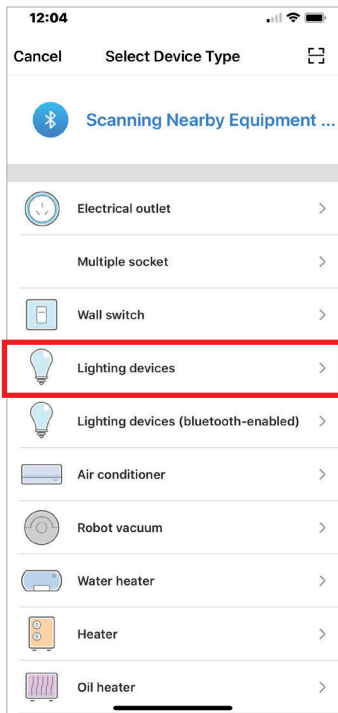 12:04
Cancel Select Device Type
Scanning Nearby Equipment ...
Electrical outlet
Multiple socket
Wall switch
Lighting devices
Lighting devices (bluetooth-enabled)
Air conditioner
Robot vacuum
Water heater
Heater
Oil heater